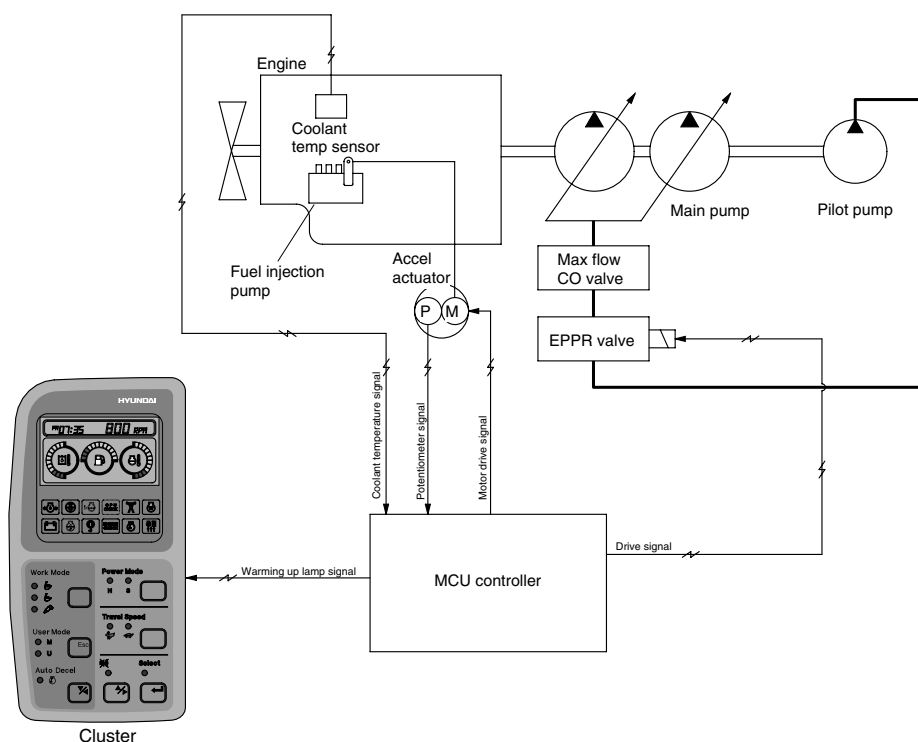 Engine
Coolant
temp sensor
Main pump
Pilot pump
Fuel injection
pump
Accel
actuator
P
M
Max flow
CO valve
EPPR valve
Coolant temperature signal
Potentiometer signal
Motor drive signal
Drive signal
MCU controller
Warming up lamp signal
HYUNDAI
PM 07:35 800 RPM
Work Mode
Power Mode
H S
Travel Speed
User Mode
M
U
Esc
Auto Decel
Select
Cluster